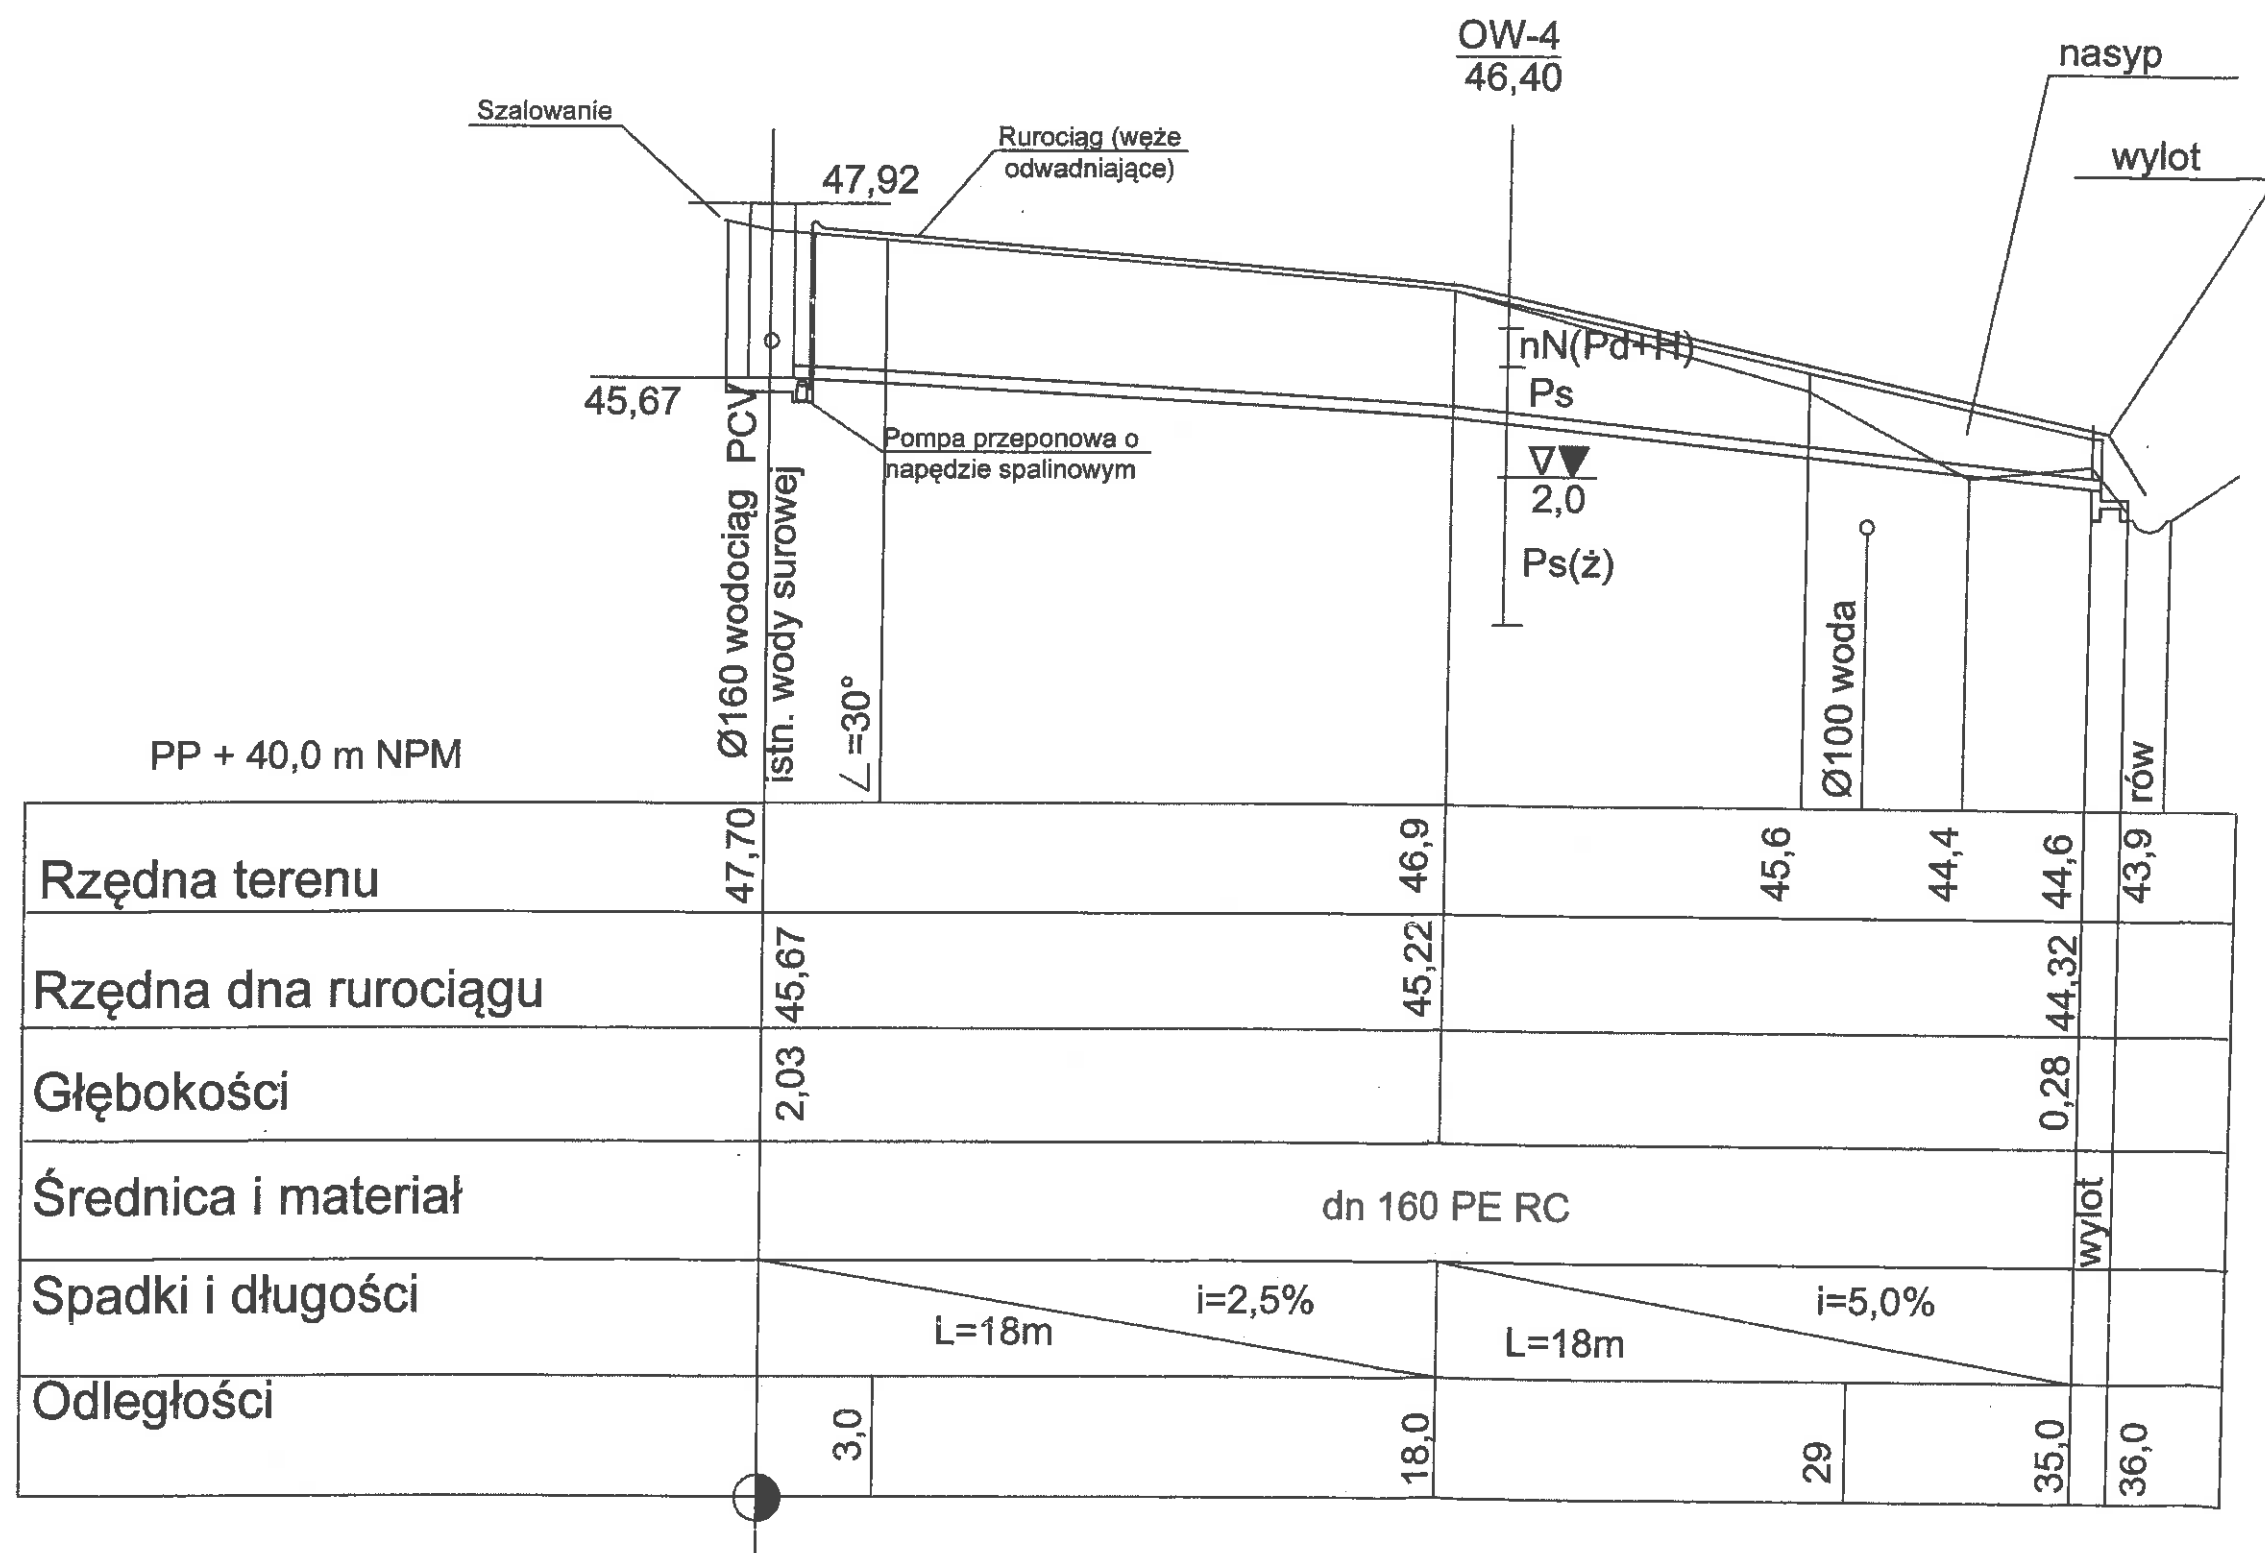 OW-4
46,40
nasyp
Szalowanie
Rurociąg (węże
odwadniające)
wylot
47,92
nN(Pd+H)
Ps
45,67
Pompa przeponowa o
napędzie spalinowym
2,0
Ps(ż)
Ø160 wodociąg PCV
istn. wody surowej
∠=30°
Ø100 woda
rów
PP + 40,0 m NPM
Rzędna terenu
47,70
46,9
45,6
44,4
44,6
43,9
Rzędna dna rurociągu
45,67
45,22
44,32
Głębokości
2,03
0,28
Średnica i materiał
dn 160 PE RC
wylot
Spadki i długości
i=2,5%
L=18m
i=5,0%
L=18m
Odległości
3,0
18,0
29
35,0
36,0